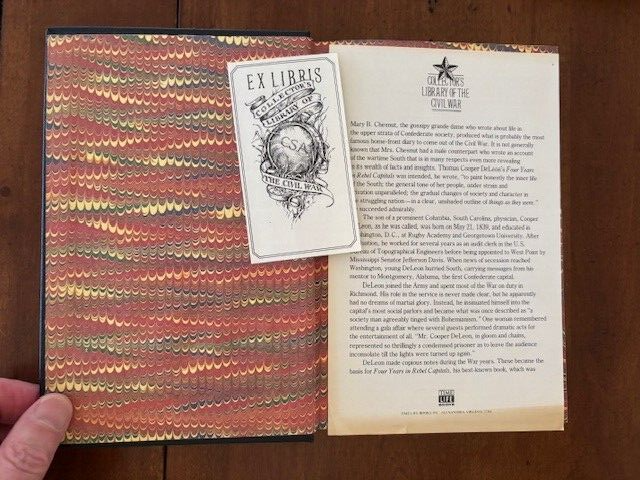 EX LIBRIS
COLLECTOR'S
LIBRARY OF
CSA
THE CIVIL WAR
COLLECTOR'S
LIBRARY OF THE
CIVIL WAR
Mary B. Chesnut, the gossipy grande dame who wrote about life in
the upper strata of Confederate society, produced what is probably the most
famous home-front diary to come out of the Civil War. It is not generally
known that Mrs. Chesnut had a male counterpart who wrote an account
of the wartime South that is in many respects even more revealing
in its wealth of facts and insights. Thomas Cooper DeLeon's Four Years
Rebel Capitals was intended, he wrote, "to paint honestly the inner life
of the South; the general tone of her people, under strain and
unparalleled; the gradual changes of society and character in
struggling nation—in a clear, unshaded outline of things as they were."
succeeded admirably.
The son of a prominent Columbia, South Carolina, physician, Cooper
DeLeon, as he was called, was born on May 21, 1839, and educated in
Washington, D.C., at Rugby Academy and Georgetown University. After
he worked for several years as an audit clerk in the U.S.
Bureau of Topographical Engineers before being appointed to West Point by
Mississippi Senator Jefferson Davis. When news of secession reached
Washington, young DeLeon hurried South, carrying messages from his
mentor to Montgomery, Alabama, the first Confederate capital.
DeLeon joined the Army and spent most of the War on duty in
Richmond. His role in the service is never made clear, but he apparently
had no dreams of martial glory. Instead, he insinuated himself into the
capital's most social parlors and became what was once described as "a
society man agreeably tinged with Bohemianism." One woman remembered
attending a gala affair where several guests performed dramatic acts for
the entertainment of all. "Mr. Cooper DeLeon, in gloom and chains,
represented so thrillingly a condemned prisoner as to leave the audience
inconsolate till the lights were turned up again."
DeLeon made copious notes during the War years. These became the
basis for Four Years in Rebel Capitals, his best-known book, which was
TIME
LIFE
BOOKS
TIME-LIFE BOOKS INC. ALEXANDRIA, VIRGINIA